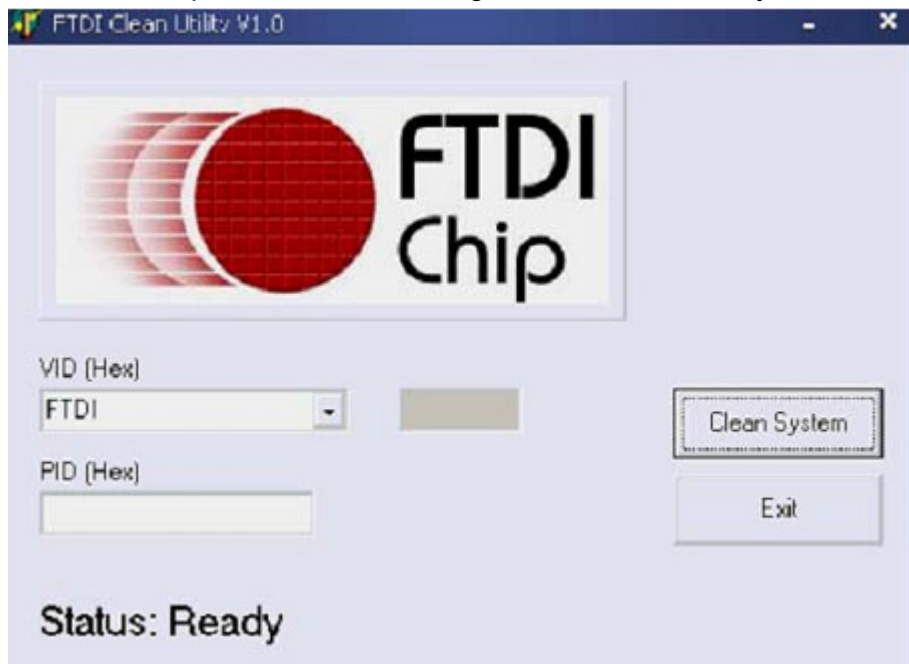 FTDI Clean Utility V1.0
FTDI
Chip
VID (Hex)
FTDI
Clean System
PID (Hex)
Exit
Status: Ready